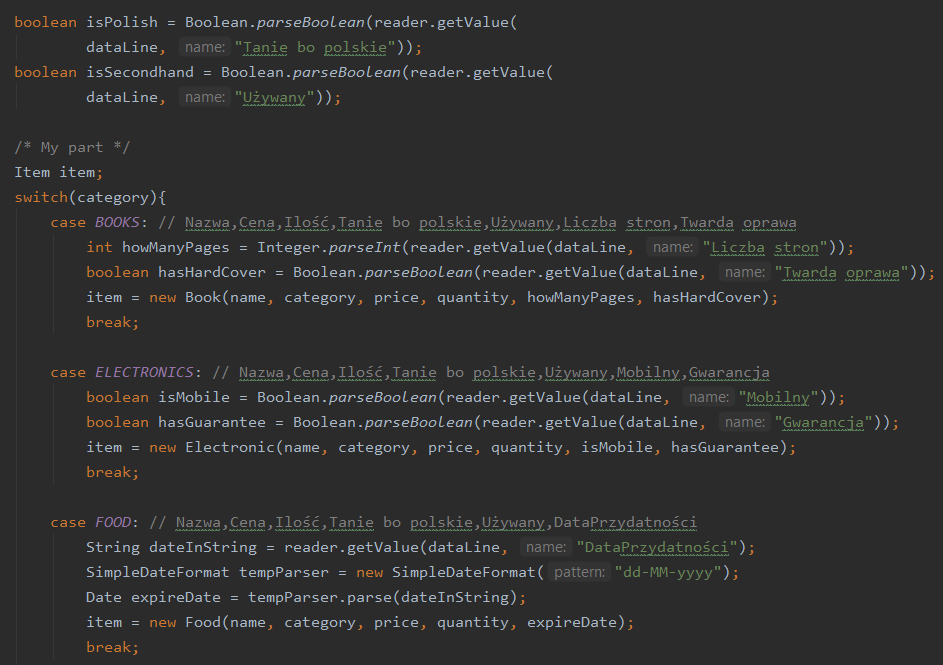 boolean isPolish = Boolean.parseBoolean(reader.getValue(
dataLine, name: "Tanie bo polskie"));
boolean isSecondhand = Boolean.parseBoolean(reader.getValue(
dataLine, name: "Używany"));
/* My part */
Item item;
switch(category){
case BOOKS: // Nazwa,Cena,Ilość,Tanie bo polskie,Używany,Liczba stron,Twarda oprawa
int howManyPages = Integer.parseInt(reader.getValue(dataLine, name: "Liczba stron"));
boolean hasHardCover = Boolean.parseBoolean(reader.getValue(dataLine, name: "Twarda oprawa"));
item = new Book(name, category, price, quantity, howManyPages, hasHardCover);
break;
case ELECTRONICS: // Nazwa,Cena,Ilość,Tanie bo polskie,Używany,Mobilny,Gwarancja
boolean isMobile = Boolean.parseBoolean(reader.getValue(dataLine, name: "Mobilny"));
boolean hasGuarantee = Boolean.parseBoolean(reader.getValue(dataLine, name: "Gwarancja"));
item = new Electronic(name, category, price, quantity, isMobile, hasGuarantee);
break;
case FOOD: // Nazwa,Cena,Ilość,Tanie bo polskie,Używany,DataPrzydatności
String dateInString = reader.getValue(dataLine, name: "DataPrzydatności");
SimpleDateFormat tempParser = new SimpleDateFormat( pattern: "dd-MM-yyyy");
Date expireDate = tempParser.parse(dateInString);
item = new Food(name, category, price, quantity, expireDate);
break;